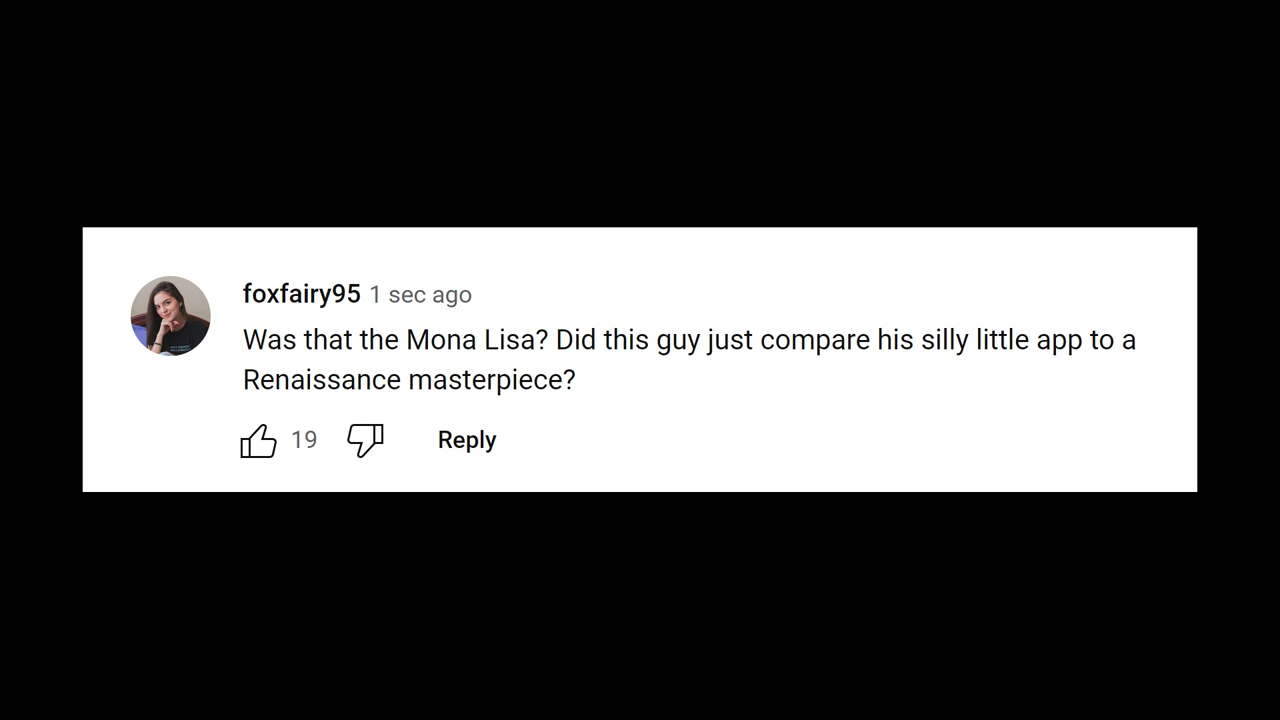 foxfairy95 1 sec ago
Was that the Mona Lisa? Did this guy just compare his silly little app to a
Renaissance masterpiece?
19 Reply